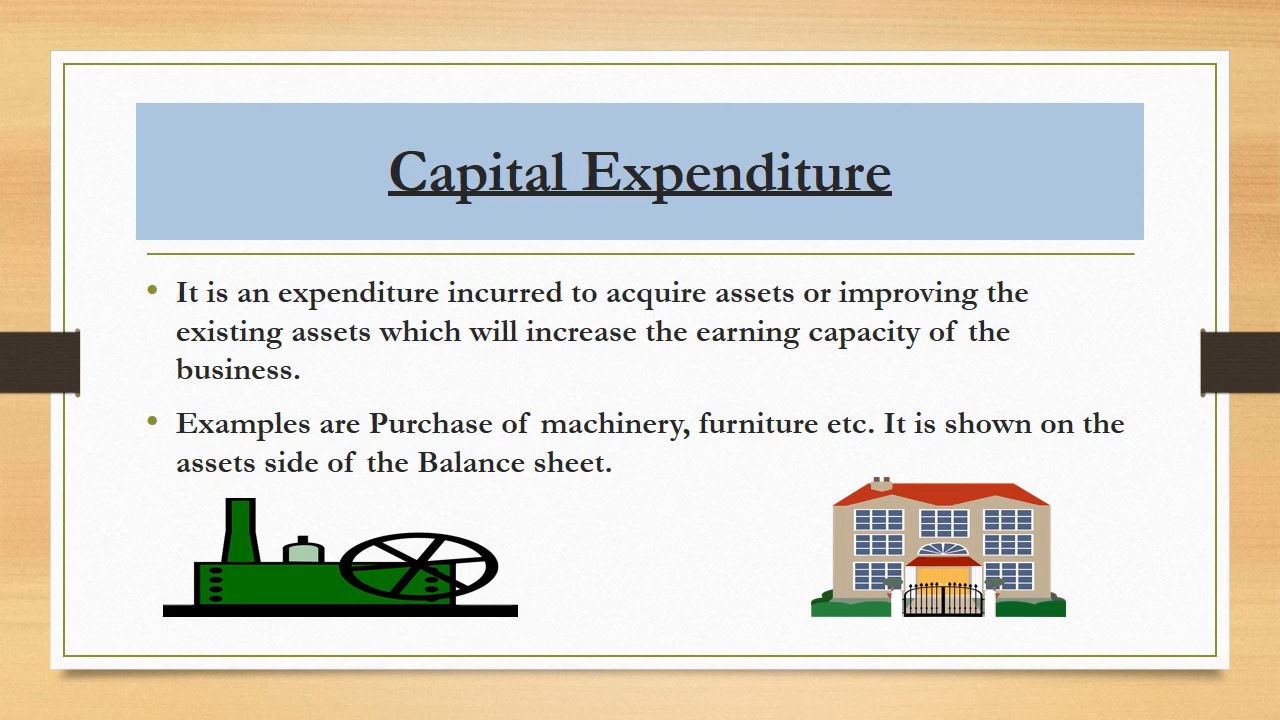 Capital Expenditure
• It is an expenditure incurred to acquire assets or improving the
existing assets which will increase the earning capacity of the
business.
• Examples are Purchase of machinery, furniture etc. It is shown on the
assets side of the Balance sheet.